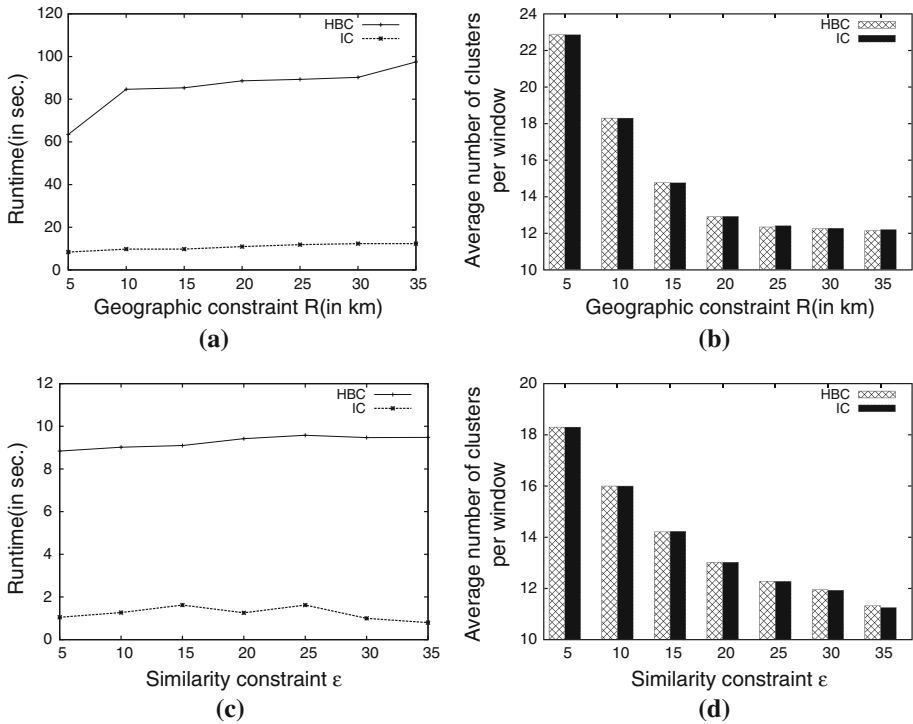 120
100
80
60
40
20
0
Runtime(in sec.)
HBC
IC
5 10 15 20 25 30 35
Geographic constraint R(in km)
(a)
24
22
20
18
16
14
12
10
Average number of clusters
per window
HBC
IC
5 10 15 20 25 30 35
Geographic constraint R(in km)
(b)
12
10
8
6
4
2
0
Runtime(in sec.)
HBC
IC
5 10 15 20 25 30 35
Similarity constraint ε
(c)
20
18
16
14
12
10
Average number of clusters
per window
HBC
IC
5 10 15 20 25 30 35
Similarity constraint ε
(d)